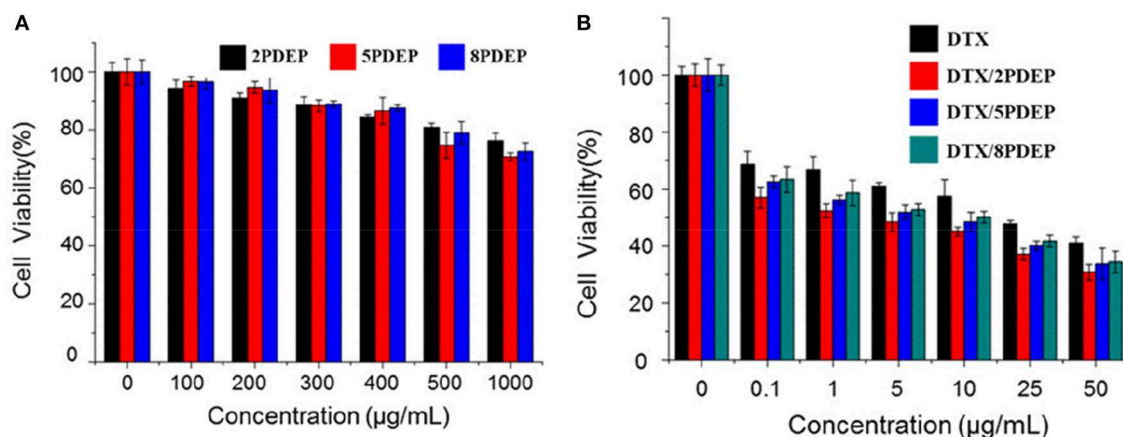 A
2PDEP 5PDEP 8PDEP
100
80
60
40
20
0
Cell Viability(%)
0 100 200 300 400 500 1000
Concentration (μg/mL)
B
DTX
DTX/2PDEP
DTX/5PDEP
DTX/8PDEP
100
80
60
40
20
0
Cell Viability(%)
0 0.1 1 5 10 25 50
Concentration (μg/mL)